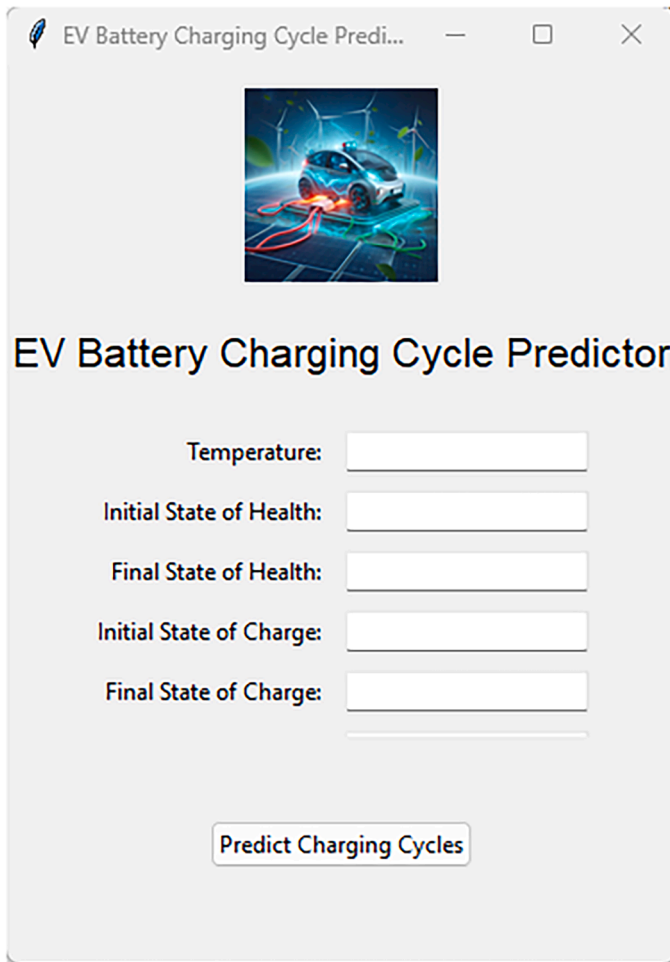 EV Battery Charging Cycle Predi...
EV Battery Charging Cycle Predictor
Temperature:
Initial State of Health:
Final State of Health:
Initial State of Charge:
Final State of Charge:
Predict Charging Cycles